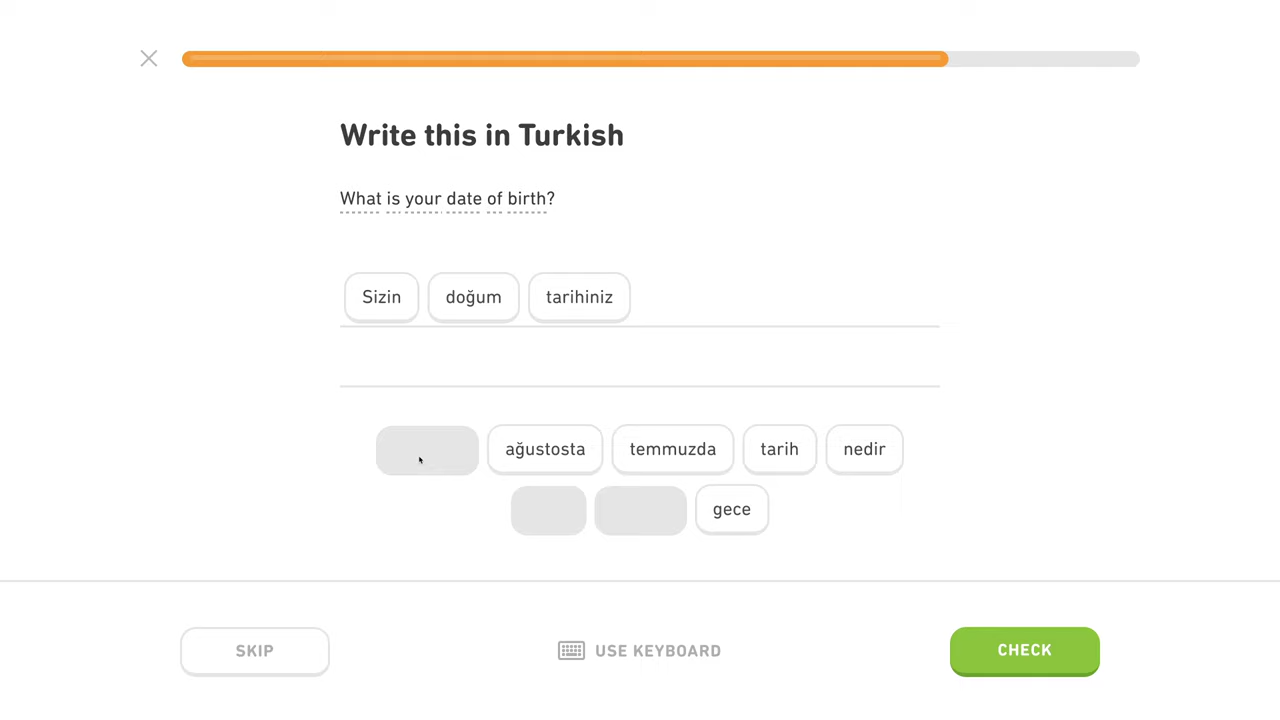 Write this in Turkish
What is your date of birth?
Sizin doğum tarihiniz
ağustosta temmuzda tarih nedir
gece
SKIP USE KEYBOARD CHECK